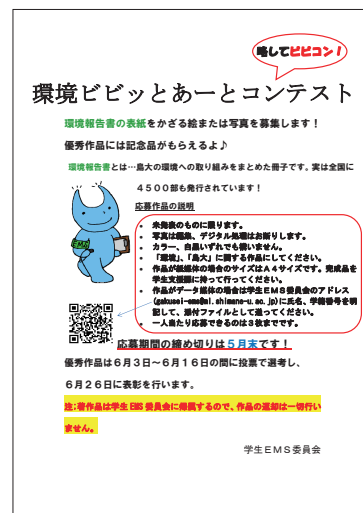 略してビビコン！
環境ビビッとあーとコンテスト
環境報告書の表紙をかざる絵または写真を募集します！
優秀作品には記念品がもらえるよ♪
環境報告書とは…島大の環境への取り組みをまとめた冊子です。実は全国に
４５００部も発行されています！
応募作品の説明
・ 未発表のものに限ります。
・ 写真は編集、デジタル処理はお断りします。
・ カラー、白黒いずれでも構いません。
・ 「環境」、「島大」に関する作品にしてください。
・ 作品が紙媒体の場合のサイズはＡ４サイズです。完成品を
学生支援課に持って行ってください。
・ 作品がデータ媒体の場合は学生ＥＭＳ委員会のアドレス
(gakusei-ems@ml.shimane-u.ac.jp)に氏名、学籍番号を明
記して、添付ファイルとして送ってください。
・ 一人当たり応募できるのは３枚までです。
EMS
応募期間の締め切りは５月末です！
優秀作品は６月３日～６月１６日の間に投票で選考し、
６月２６日に表彰を行います。
注：著作品は学生 EMS 委員会に帰属するので、作品の返却は一切行い
ません。
学生ＥＭＳ委員会